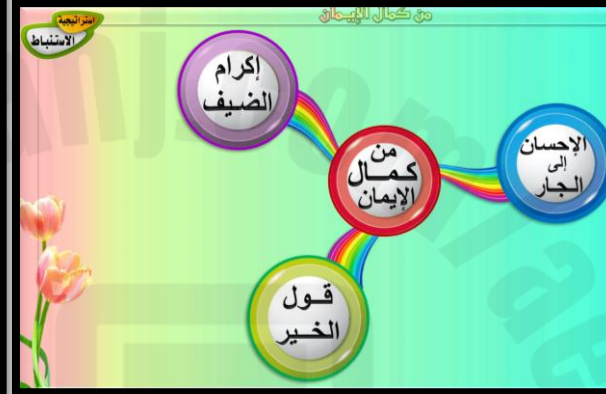 من كمال الإيمان
استراتيجية
الاستنباط
إكرام
الضيف
الإحسان
إلى
الجار
من
كمال
الإيمان
قول
الخير